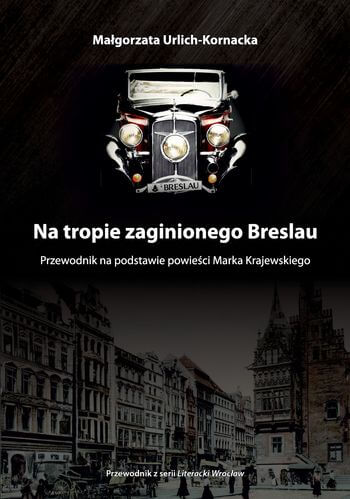 Małgorzata Urlich-Kornacka
BRESLAU
Na tropie zaginionego Breslau
Przewodnik na podstawie powieści Marka Krajewskiego
Przewodnik z serii Literacki Wrocław